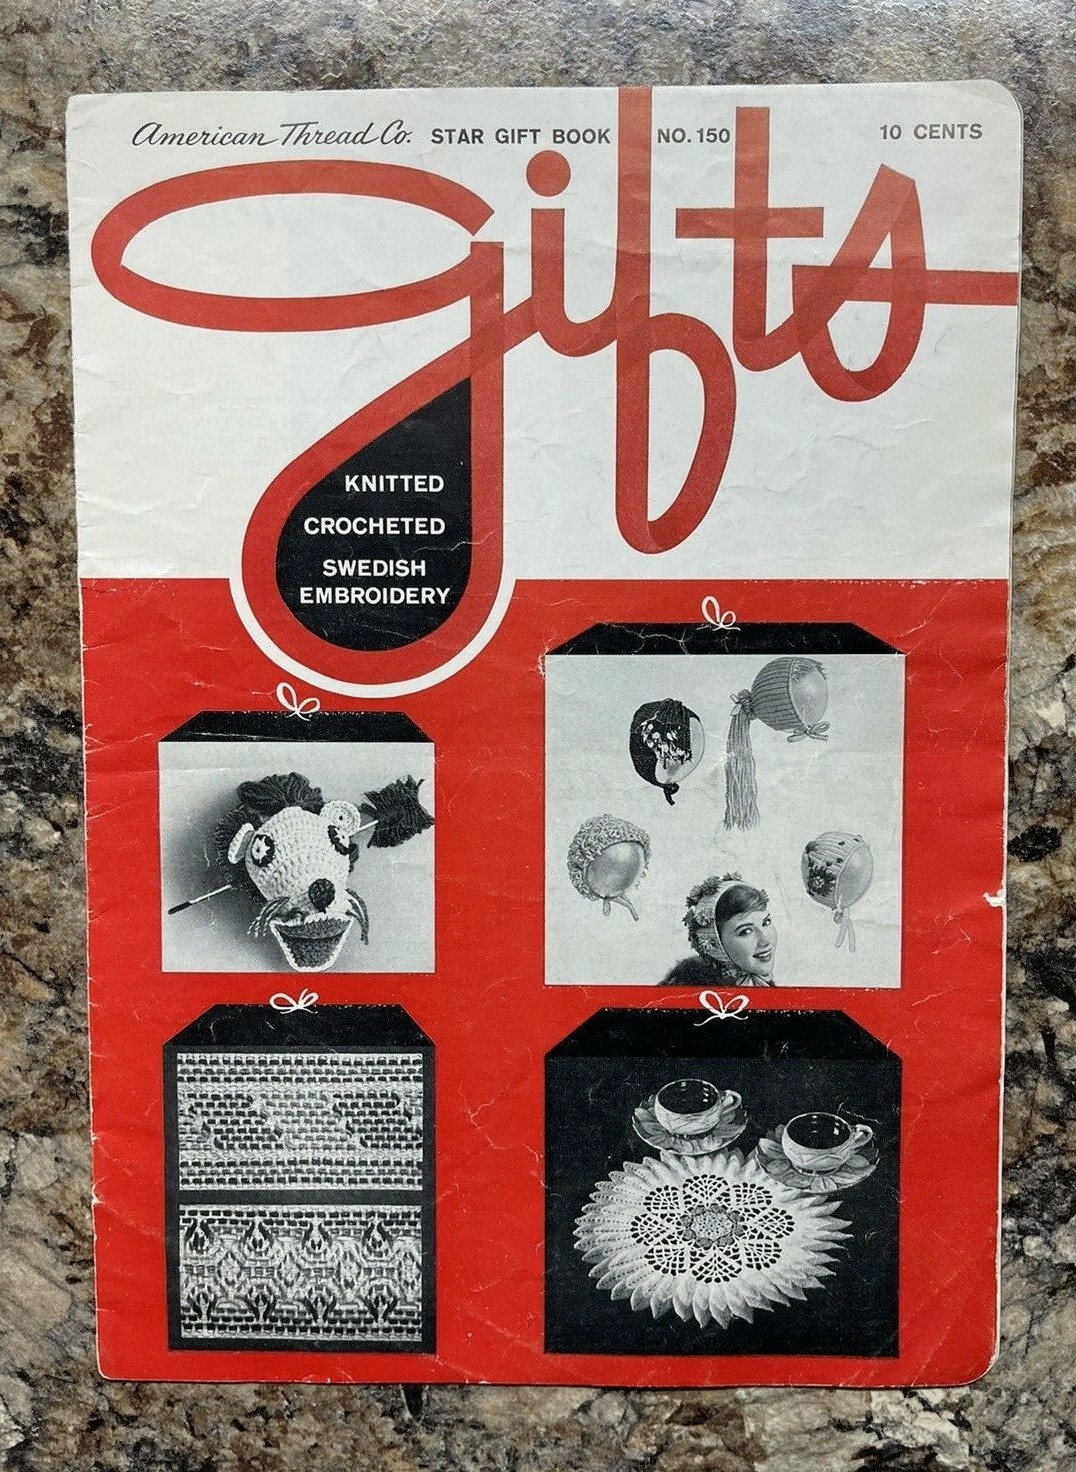 American Thread Co. STAR GIFT BOOK NO. 150 10 CENTS
gifts
KNITTED
CROCHETED
SWEDISH
EMBROIDERY